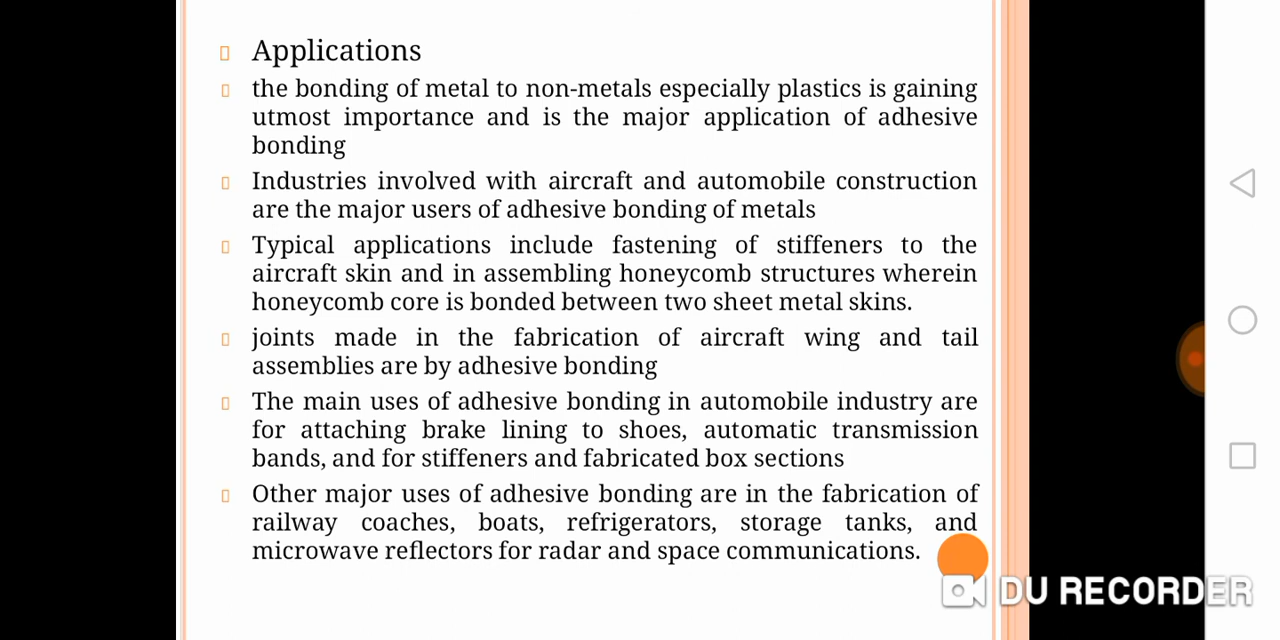 Applications
the bonding of metal to non-metals especially plastics is gaining
utmost importance and is the major application of adhesive
bonding
Industries involved with aircraft and automobile construction
are the major users of adhesive bonding of metals
Typical applications include fastening of stiffeners to the
aircraft skin and in assembling honeycomb structures wherein
honeycomb core is bonded between two sheet metal skins.
joints made in the fabrication of aircraft wing and tail
assemblies are by adhesive bonding
The main uses of adhesive bonding in automobile industry are
for attaching brake lining to shoes, automatic transmission
bands, and for stiffeners and fabricated box sections
Other major uses of adhesive bonding are in the fabrication of
railway coaches, boats, refrigerators, storage tanks, and
microwave reflectors for radar and space communications.
DU RECORDER